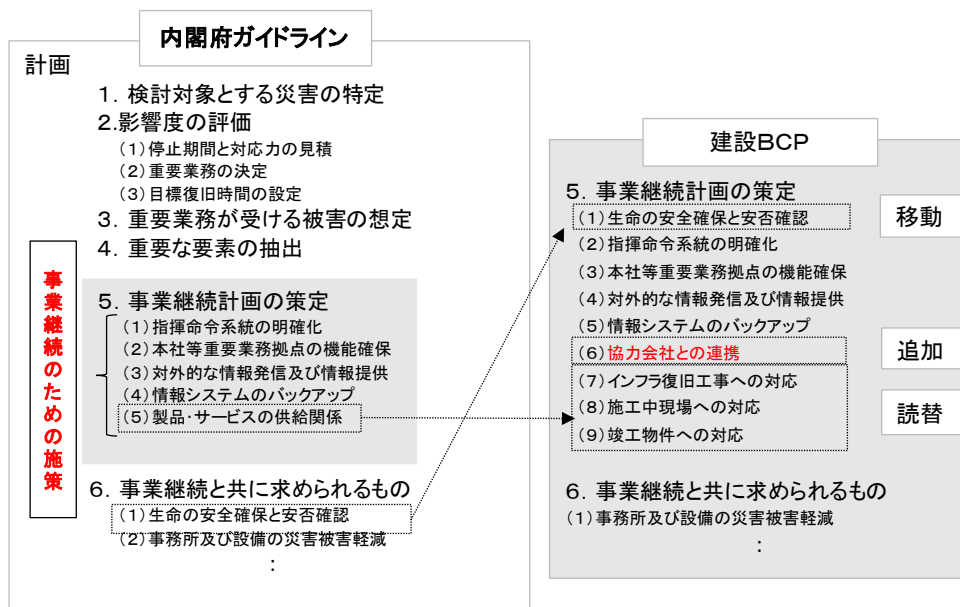 内閣府ガイドライン
計画
1．検討対象とする災害の特定
2.影響度の評価
(1)停止期間と対応力の見積
(2)重要業務の決定
(3)目標復旧時間の設定
3．重要業務が受ける被害の想定
4．重要な要素の抽出
事業継続のための施策
5．事業継続計画の策定
(1)指揮命令系統の明確化
(2)本社等重要業務拠点の機能確保
(3)対外的な情報発信及び情報提供
(4)情報システムのバックアップ
(5)製品・サービスの供給関係
6．事業継続と共に求められるもの
(1)生命の安全確保と安否確認
(2)事務所及び設備の災害被害軽減
：
建設BCP
5．事業継続計画の策定
(1)生命の安全確保と安否確認
(2)指揮命令系統の明確化
(3)本社等重要業務拠点の機能確保
(4)対外的な情報発信及び情報提供
(5)情報システムのバックアップ
(6)協力会社との連携
(7)インフラ復旧工事への対応
(8)施工中現場への対応
(9)竣工物件への対応
6．事業継続と共に求められるもの
(1)事務所及び設備の災害被害軽減
：
移動
追加
読替